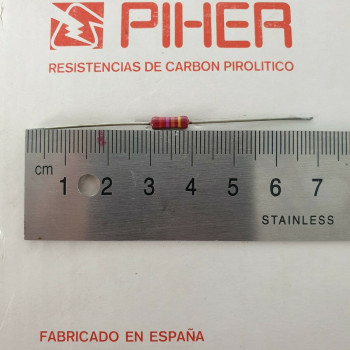 PIHER
RESISTENCIAS DE CARBON PIROLITICO
cm 1 2 3 4 5 6 7
STAINLESS
FABRICADO EN ESPAÑA